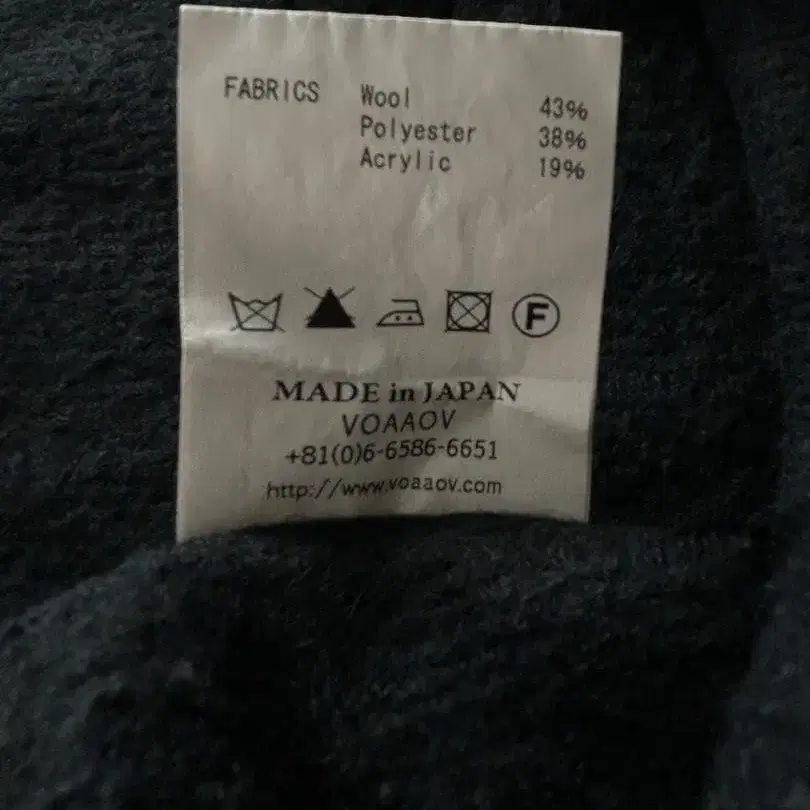 FABRICS Wool 43%
Polyester 38%
Acrylic 19%
F
MADE in JAPAN
VOAAOV
+81(0)6-6586-6651
http://www.voaaov.com